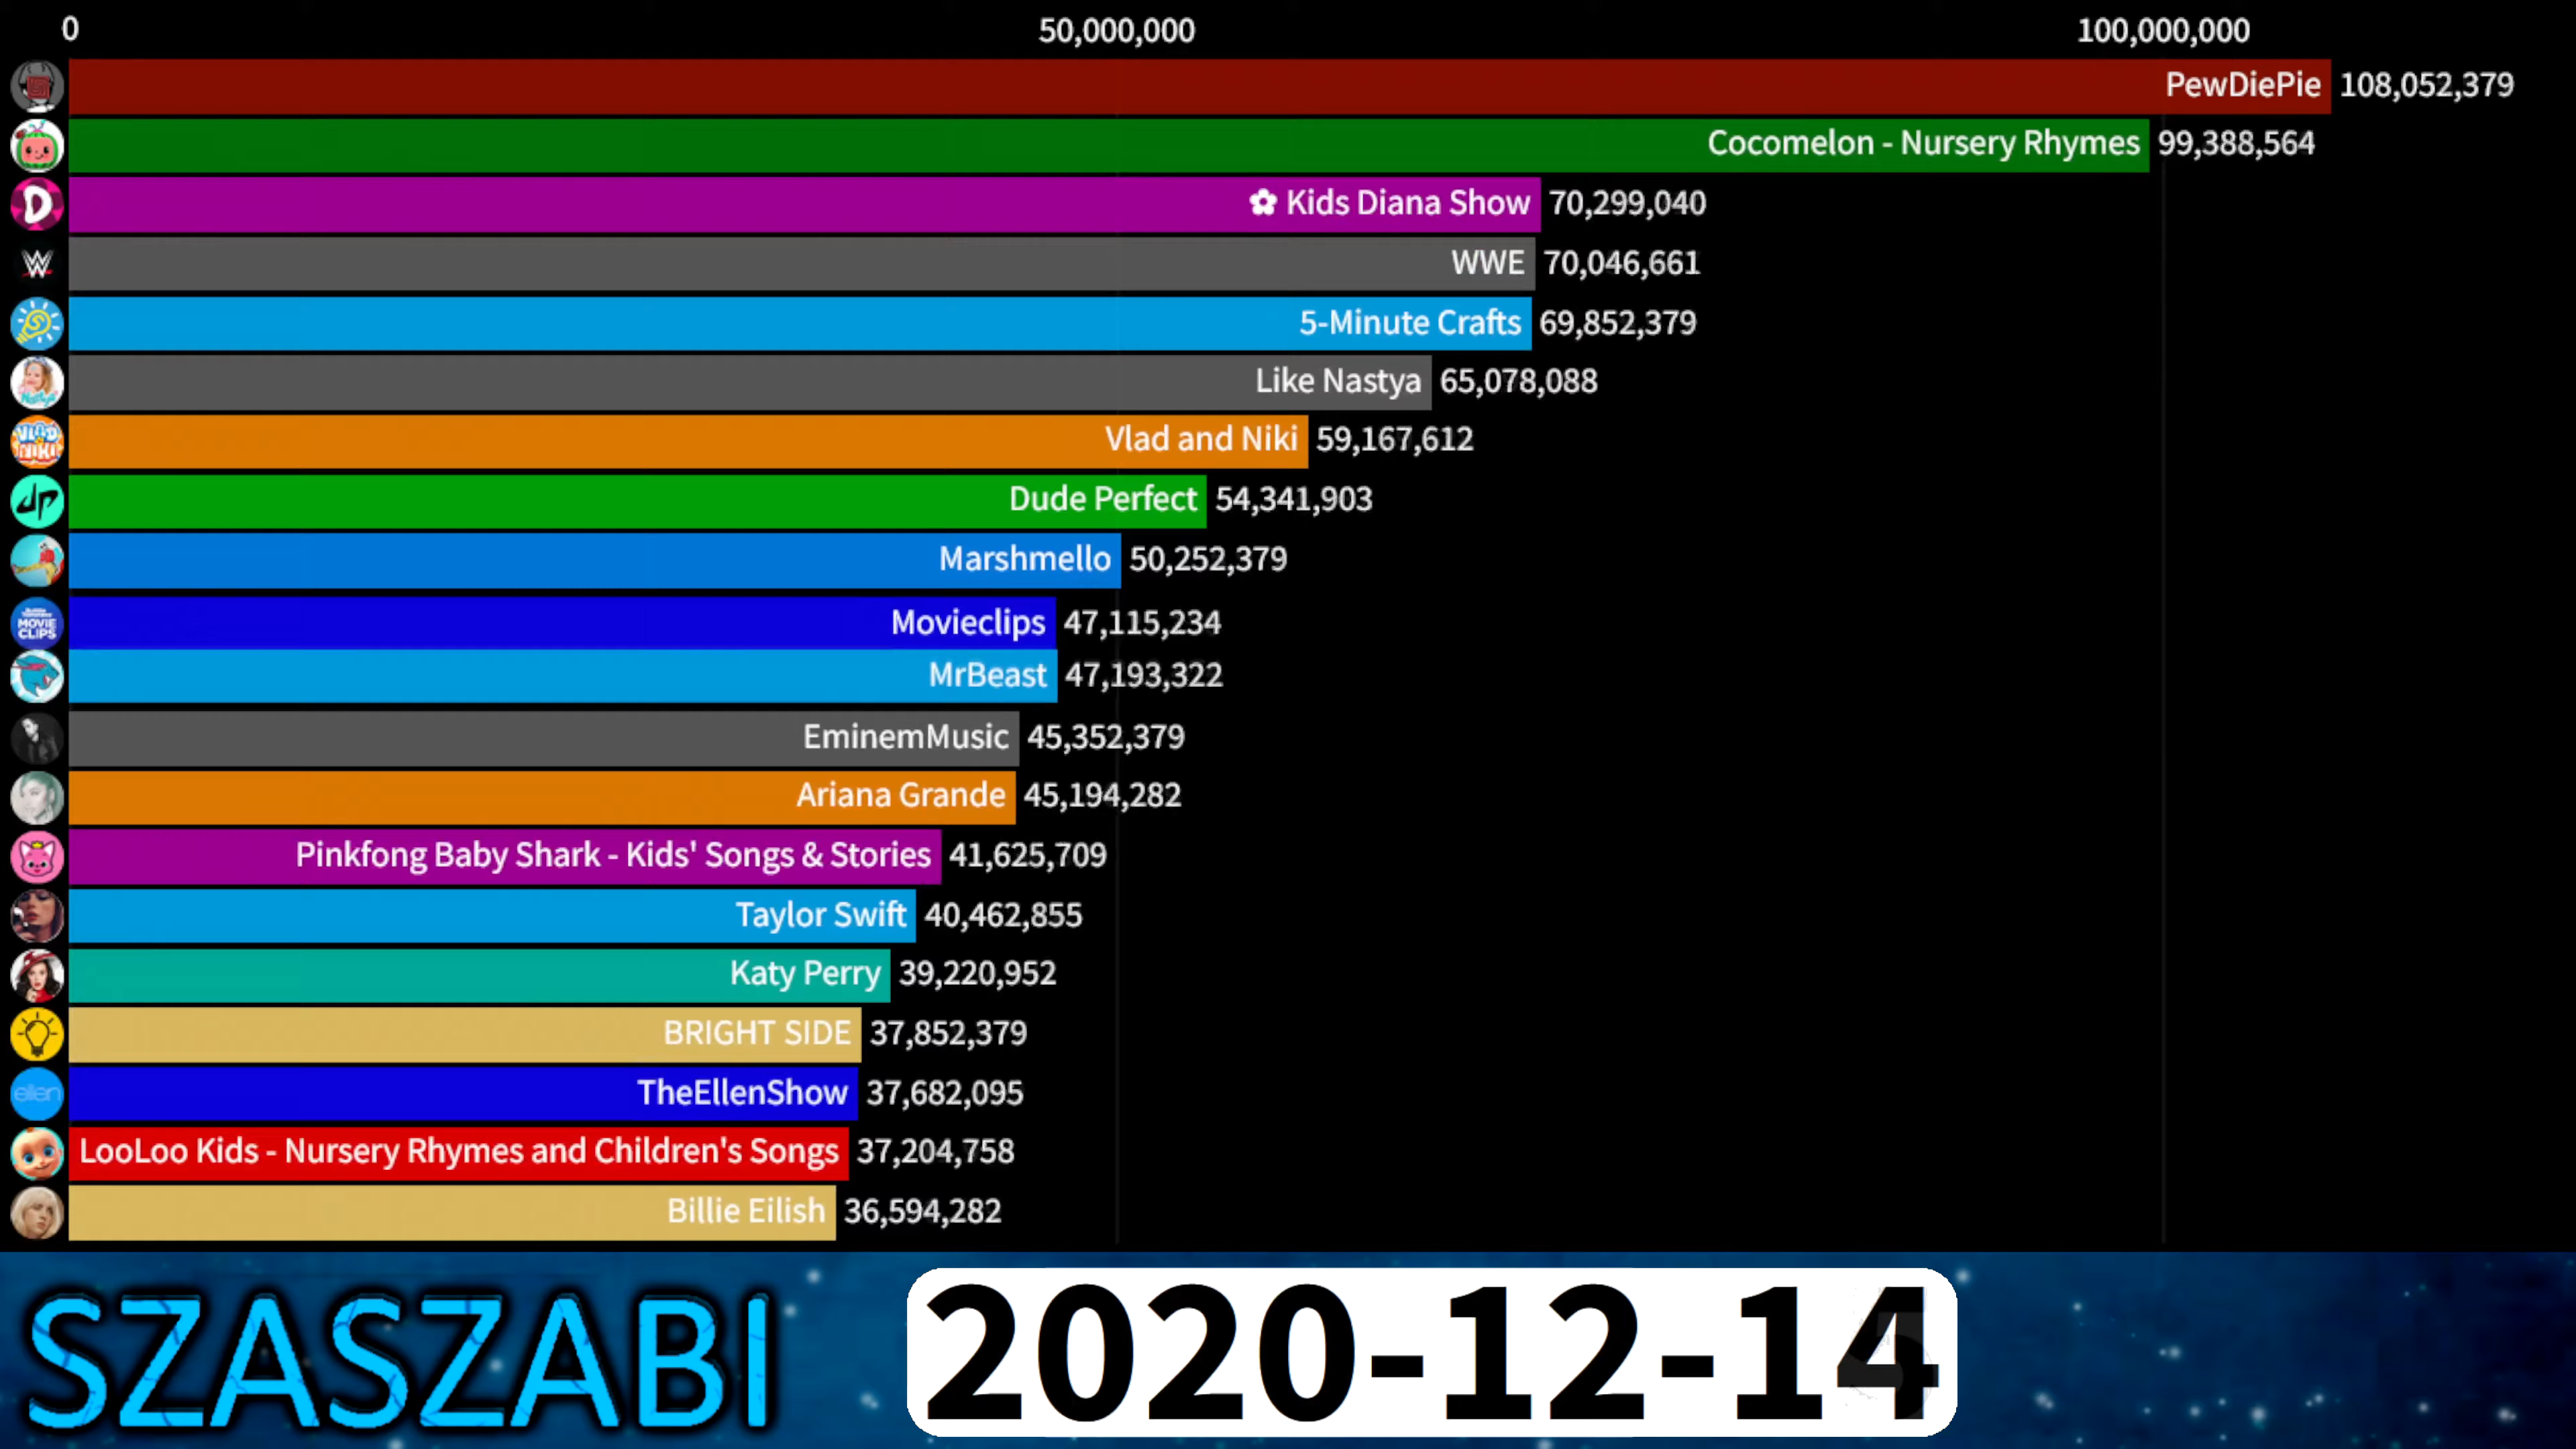 0 50,000,000 100,000,000
PewDiePie 108,052,379
Cocomelon - Nursery Rhymes 99,388,564
D ✿ Kids Diana Show 70,299,040
W WWE 70,046,661
5-Minute Crafts 69,852,379
Like Nastya 65,078,088
VLAD NIKI Vlad and Niki 59,167,612
dp Dude Perfect 54,341,903
Marshmello 50,252,379
MOVIE CLIPS Movieclips 47,115,234
MrBeast 47,193,322
EminemMusic 45,352,379
Ariana Grande 45,194,282
Pinkfong Baby Shark - Kids' Songs & Stories 41,625,709
Taylor Swift 40,462,855
Katy Perry 39,220,952
BRIGHT SIDE 37,852,379
ellen TheEllenShow 37,682,095
LooLoo Kids - Nursery Rhymes and Children's Songs 37,204,758
Billie Eilish 36,594,282
SZASZABI 2020-12-14